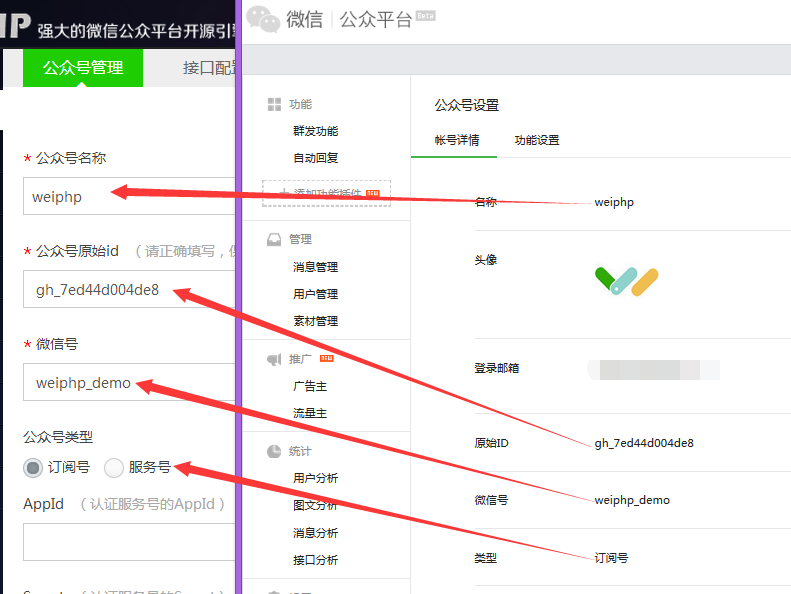 IP 强大的微信公众平台开源引
公众号管理
接口配
* 公众号名称
weiphp
* 公众号原始id （请正确填写，
gh_7ed44d004de8
* 微信号
weiphp_demo
公众号类型
订阅号 服务号
AppId （认证服务号的AppId ）
微信 公众平台 Beta
功能
群发功能
自动回复
添加功能插件 NEW
管理
消息管理
用户管理
素材管理
推广 NEW
广告主
流量主
统计
用户分析
图文分析
消息分析
接口分析
公众号设置
帐号详情 功能设置
名称 weiphp
头像
登录邮箱
原始ID gh_7ed44d004de8
微信号 weiphp_demo
类型 订阅号